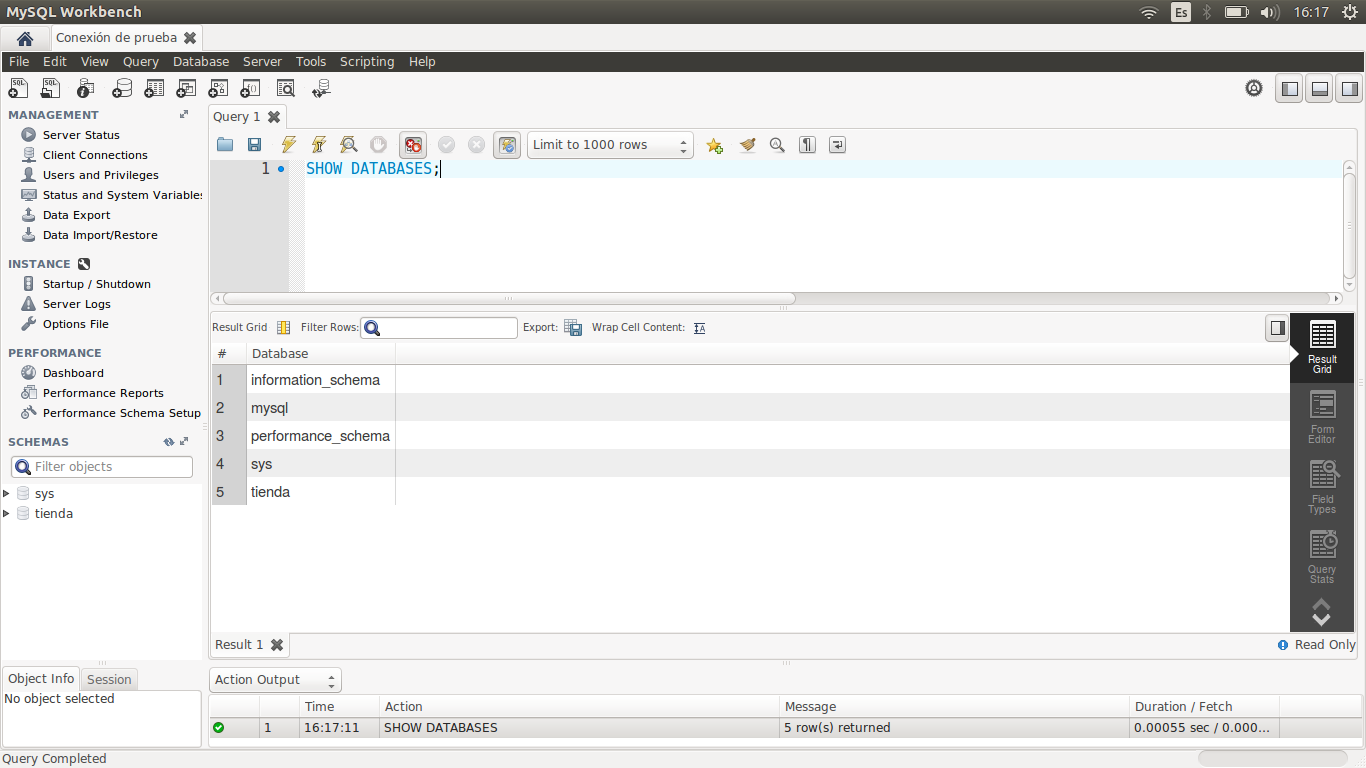 MySQL Workbench
Es
16:17
Conexión de prueba
File Edit View Query Database Server Tools Scripting Help
MANAGEMENT
Server Status
Client Connections
Users and Privileges
Status and System Variables
Data Export
Data Import/Restore
INSTANCE
Startup / Shutdown
Server Logs
Options File
PERFORMANCE
Dashboard
Performance Reports
Performance Schema Setup
SCHEMAS
Filter objects
sys
tienda
Query 1
Limit to 1000 rows
1 SHOW DATABASES;
Result Grid Filter Rows: Export: Wrap Cell Content:
# Database
1 information_schema
2 mysql
3 performance_schema
4 sys
5 tienda
Result
Grid
Form
Editor
Field
Types
Query
Stats
Result 1
Read Only
Object Info Session
No object selected
Action Output
Time Action Message Duration / Fetch
1 16:17:11 SHOW DATABASES 5 row(s) returned 0.00055 sec / 0.000...
Query Completed